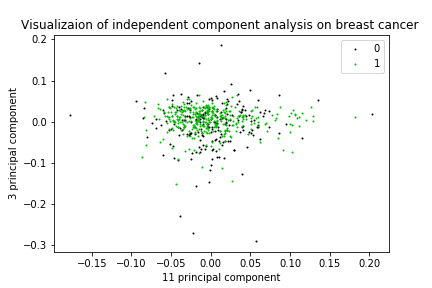 Visualizaion of independent component analysis on breast cancer
0
1
0.2
0.1
0.0
−0.1
−0.2
−0.3
3 principal component
−0.15 −0.10 −0.05 0.00 0.05 0.10 0.15 0.20
11 principal component